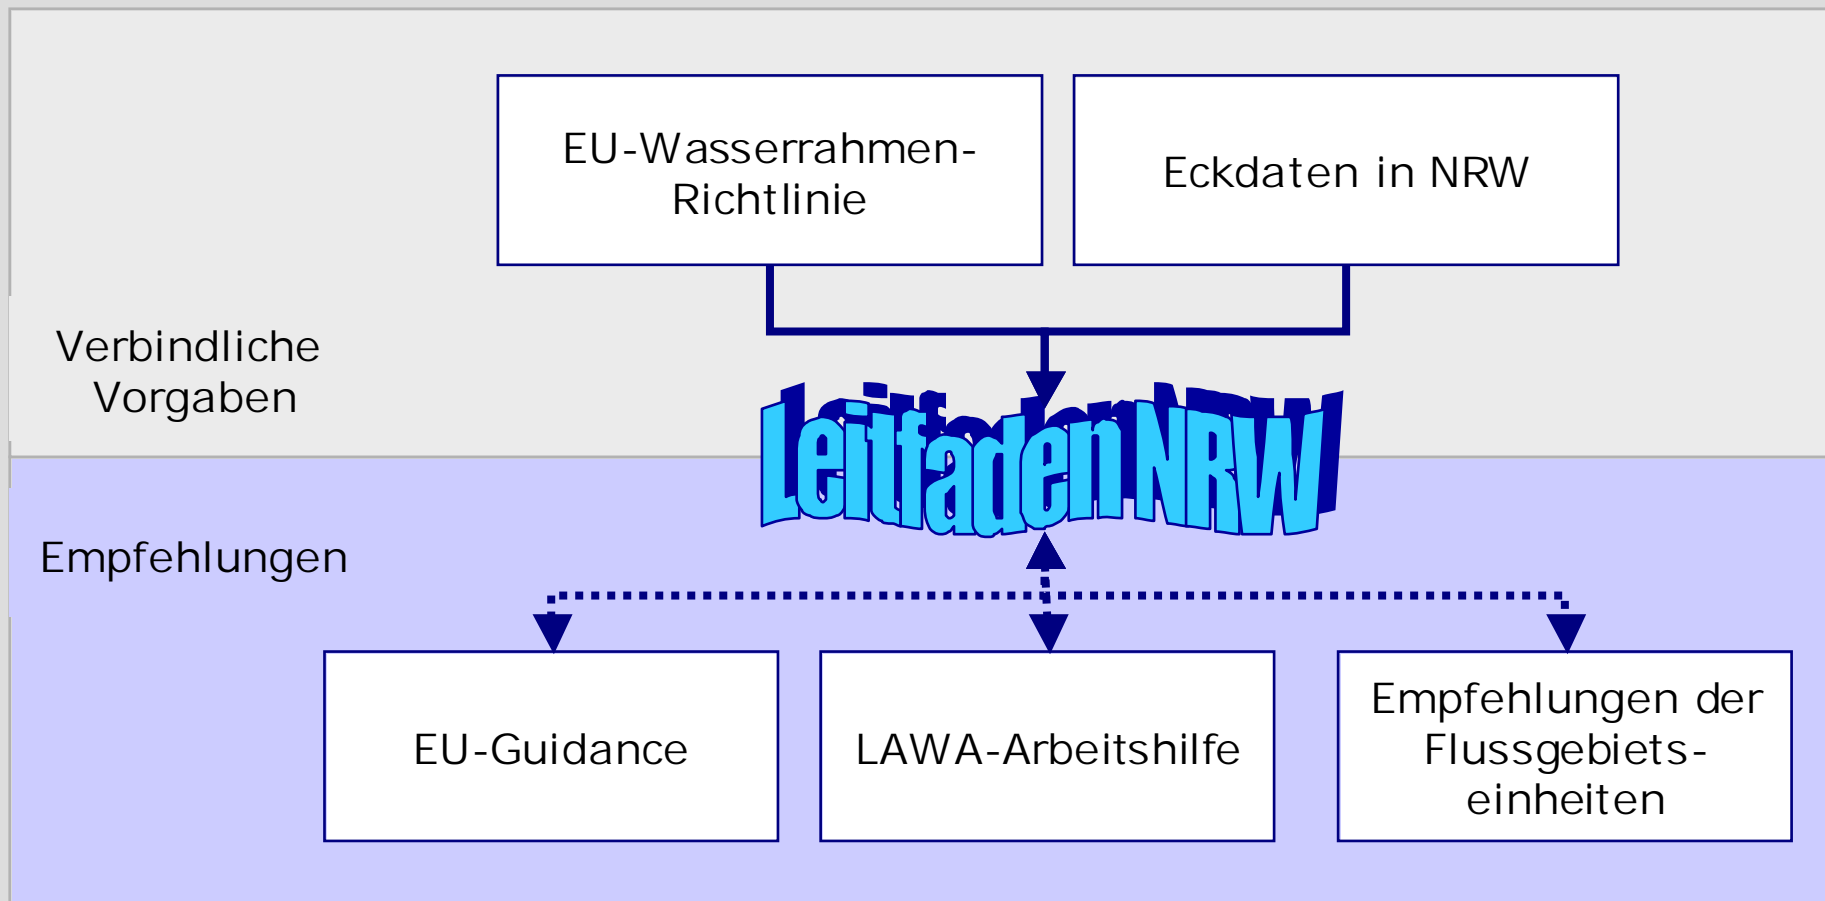 EU-Wasserrahmen-
Richtlinie
Eckdaten in NRW
Verbindliche
Vorgaben
Leitfaden NRW
Empfehlungen
EU-Guidance
LAWA-Arbeitshilfe
Empfehlungen der
Flussgebiets-
einheiten